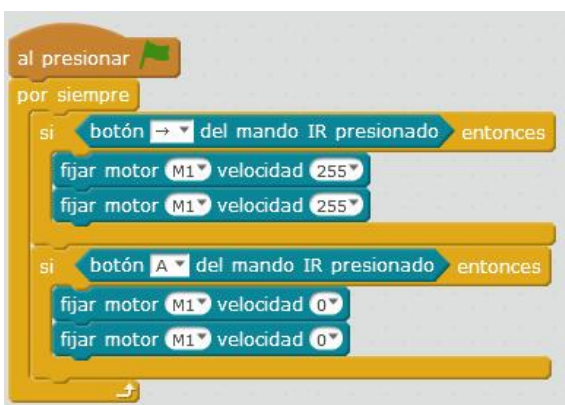 al presionar
por siempre
si botón → del mando IR presionado entonces
fijar motor M1 velocidad 255
fijar motor M1 velocidad 255
si botón A del mando IR presionado entonces
fijar motor M1 velocidad 0
fijar motor M1 velocidad 0